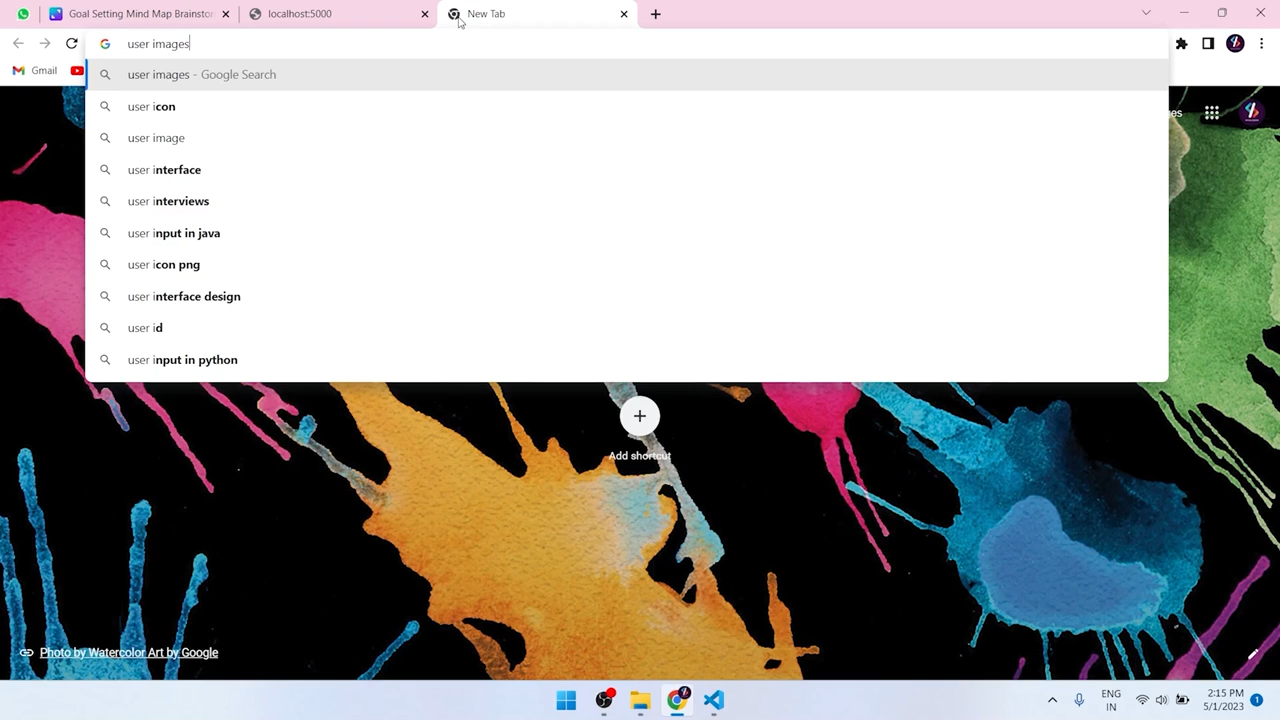 Goal Setting Mind Map Brainstor
localhost:5000
New Tab
user images
Gmail
user images - Google Search
user icon
user image
user interface
user interviews
user input in java
user icon png
user interface design
user id
user input in python
Add shortcut
Photo by Watercolor Art by Google
ENG
IN
2:15 PM
5/1/2023
1